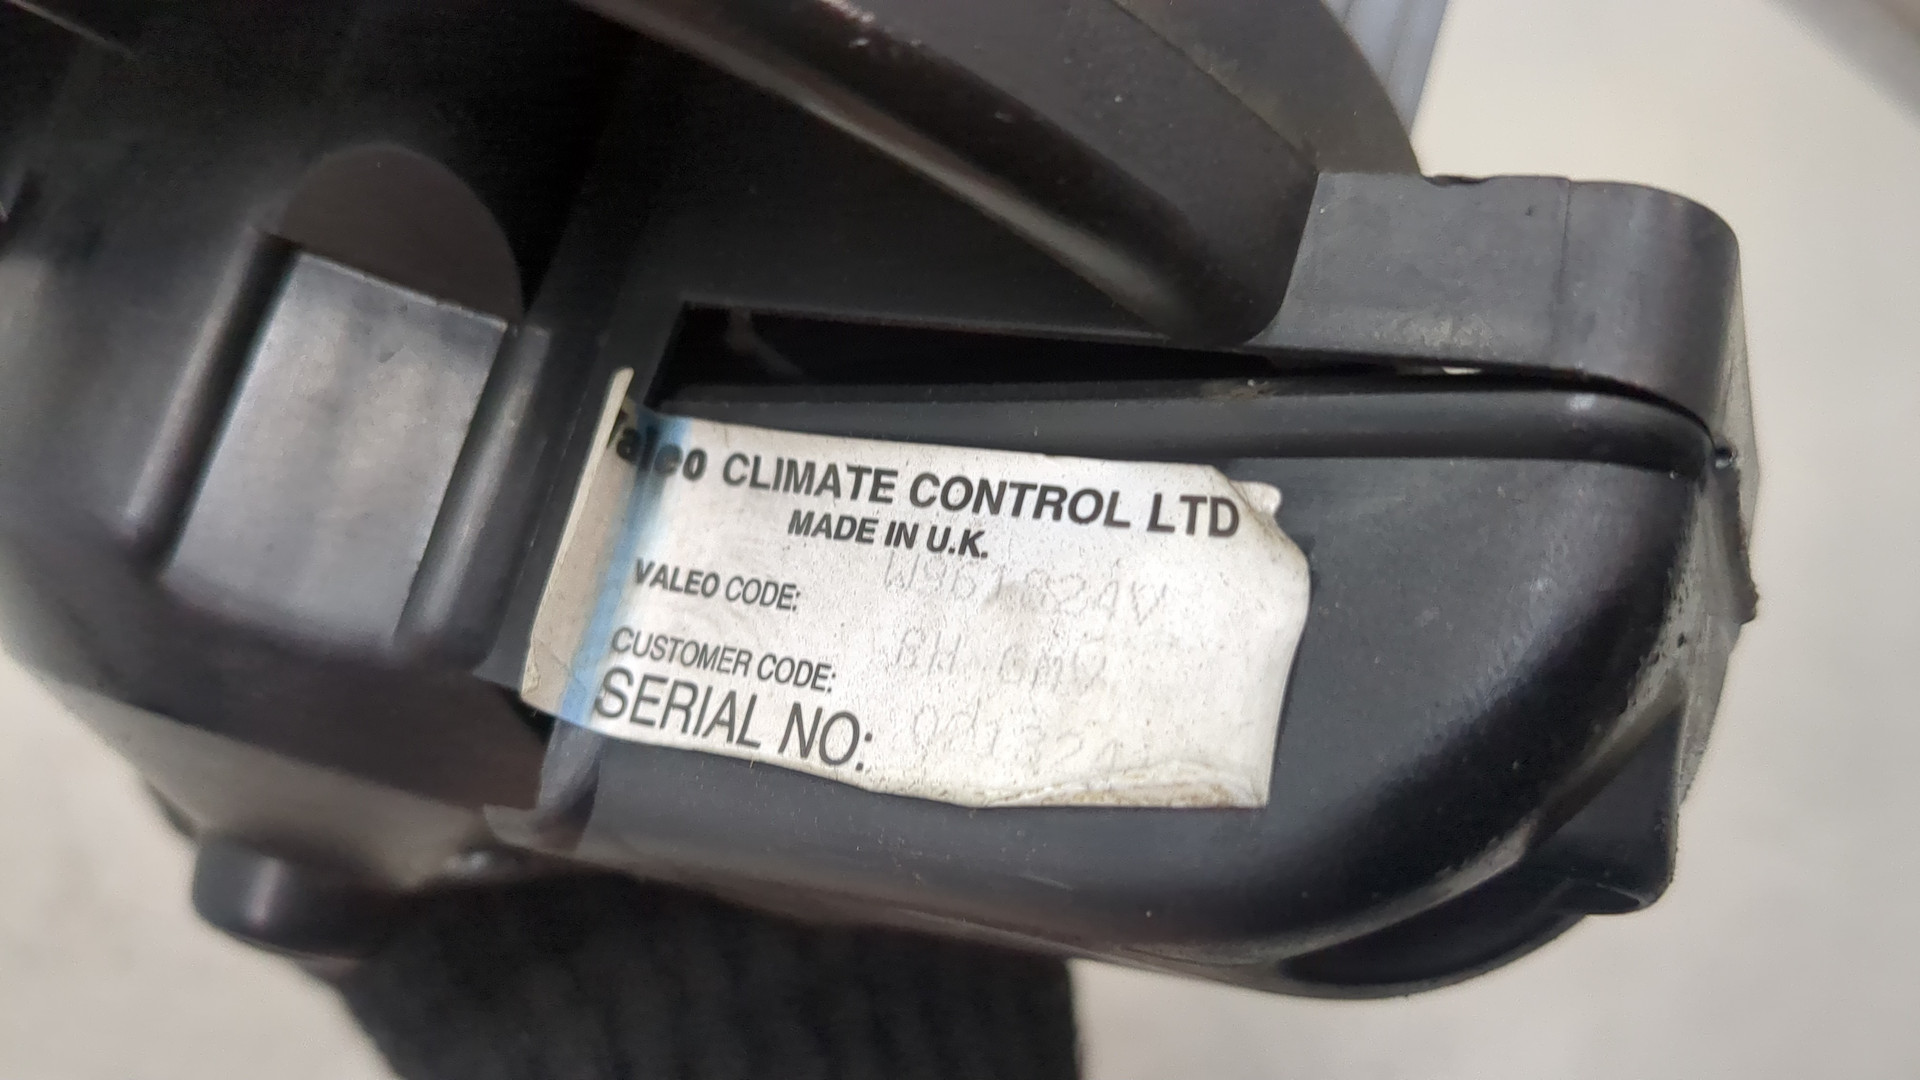 Valeo CLIMATE CONTROL LTD
MADE IN U.K.
VALEO CODE:
CUSTOMER CODE:
SERIAL NO: